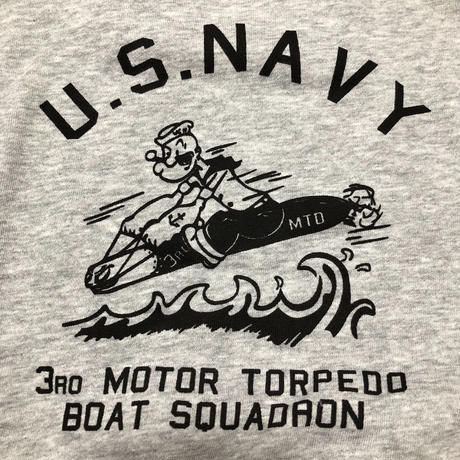 U.S.NAVY
3RD MTD
3RD MOTOR TORPEDO
BOAT SQUADRON